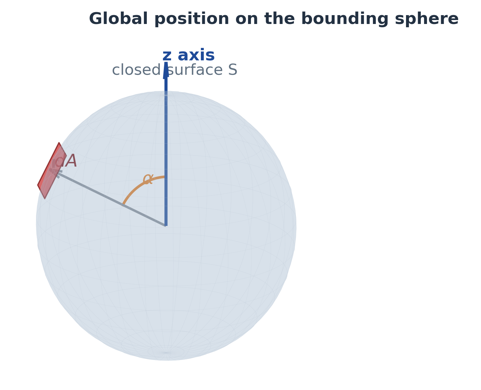 Global position on the bounding sphere
z axis
closed surface S
dA
α